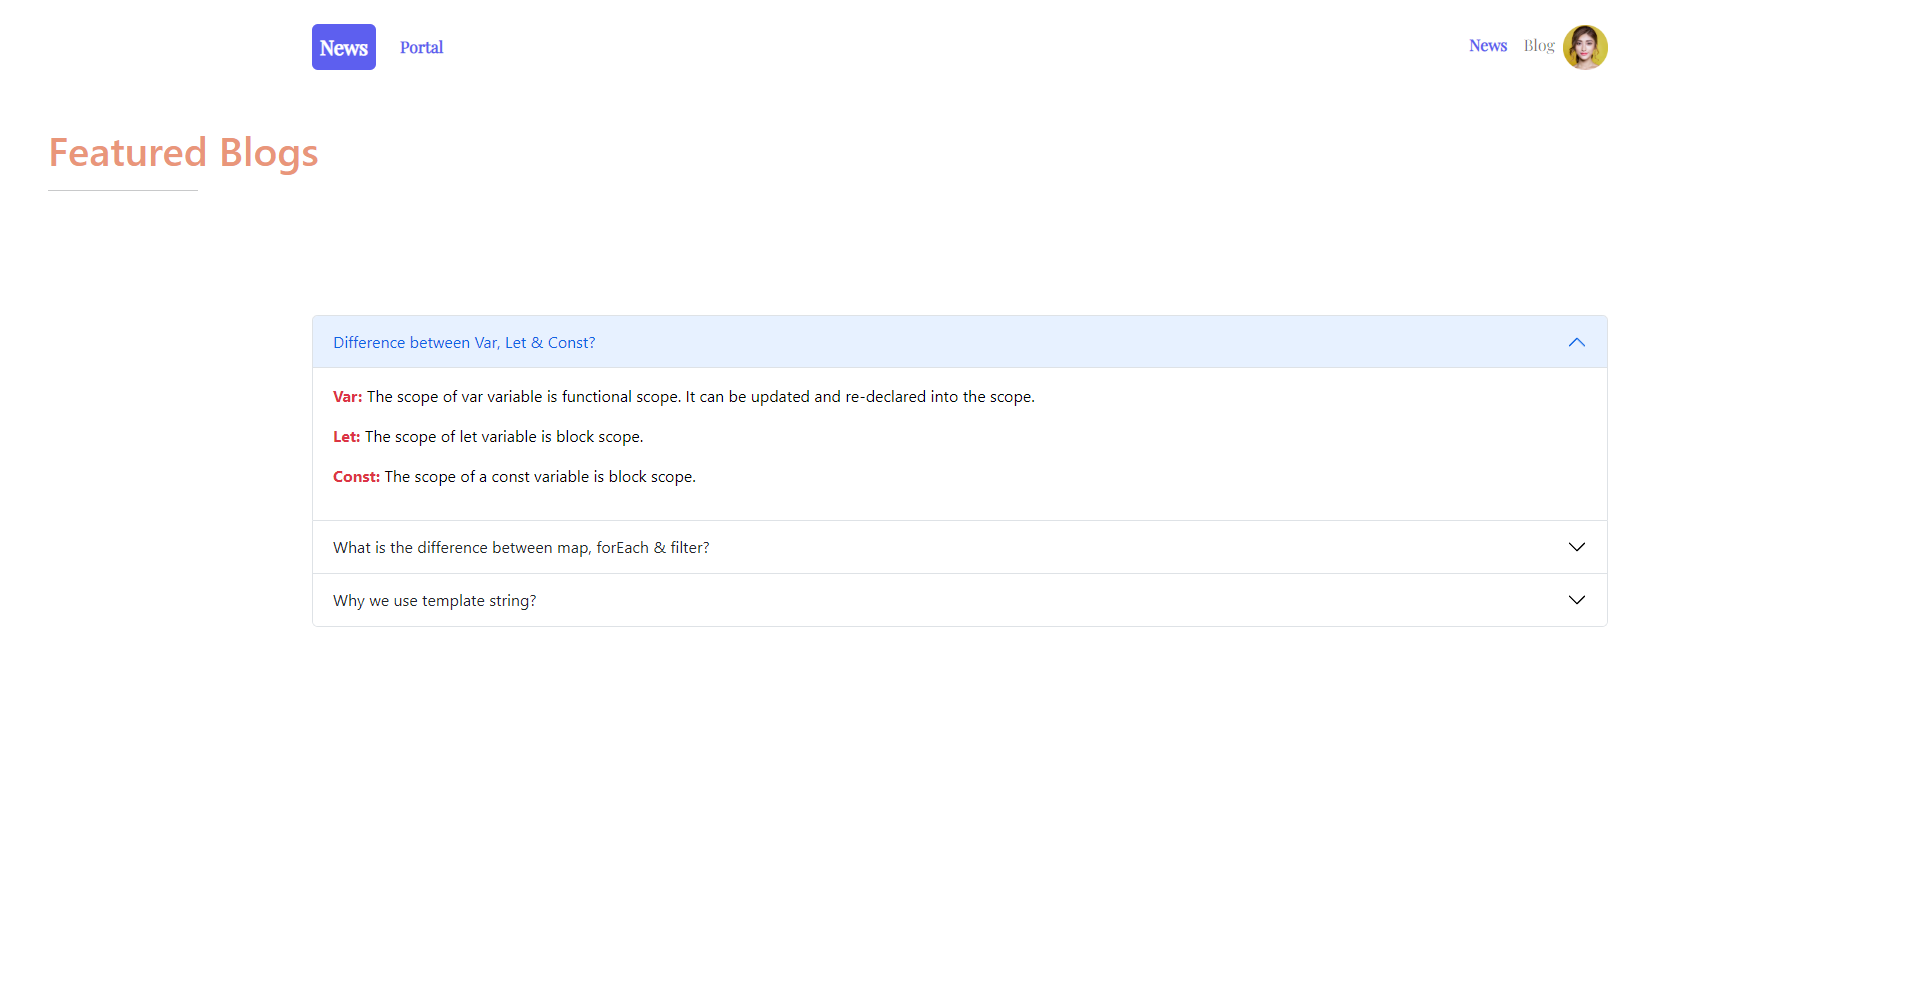 News Portal News Blog
Featured Blogs
Difference between Var, Let & Const?
Var: The scope of var variable is functional scope. It can be updated and re-declared into the scope.
Let: The scope of let variable is block scope.
Const: The scope of a const variable is block scope.
What is the difference between map, forEach & filter?
Why we use template string?